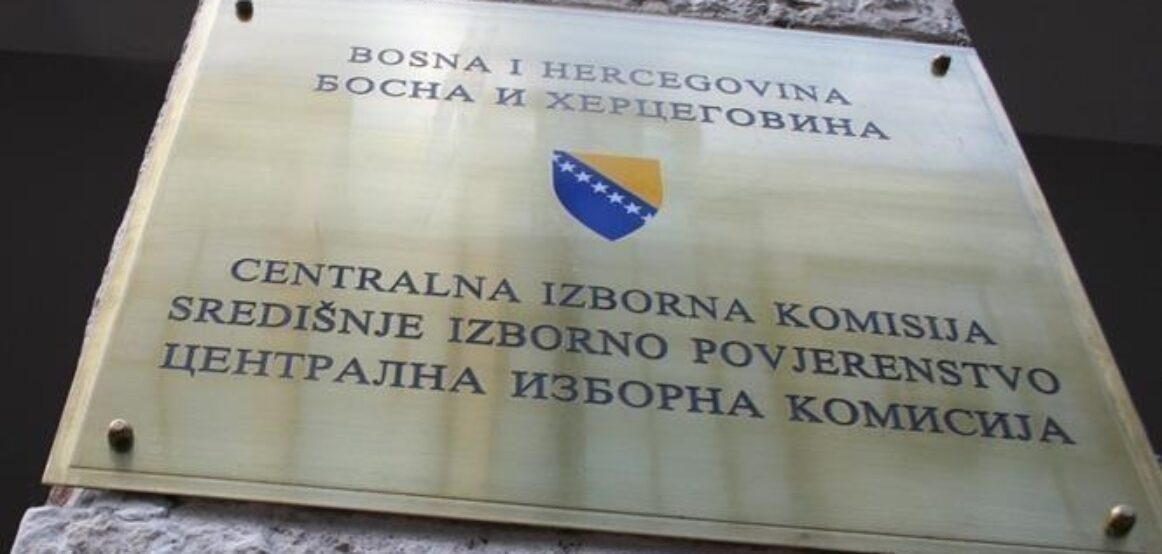 BOSNA I HERCEGOVINA
БОСНА И ХЕРЦЕГОВИНА
CENTRALNA IZBORNA KOMISIJA
SREDIŠNJE IZBORNO POVJERENSTVO
ЦЕНТРАЛНА ИЗБОРНА КОМИСИЈА